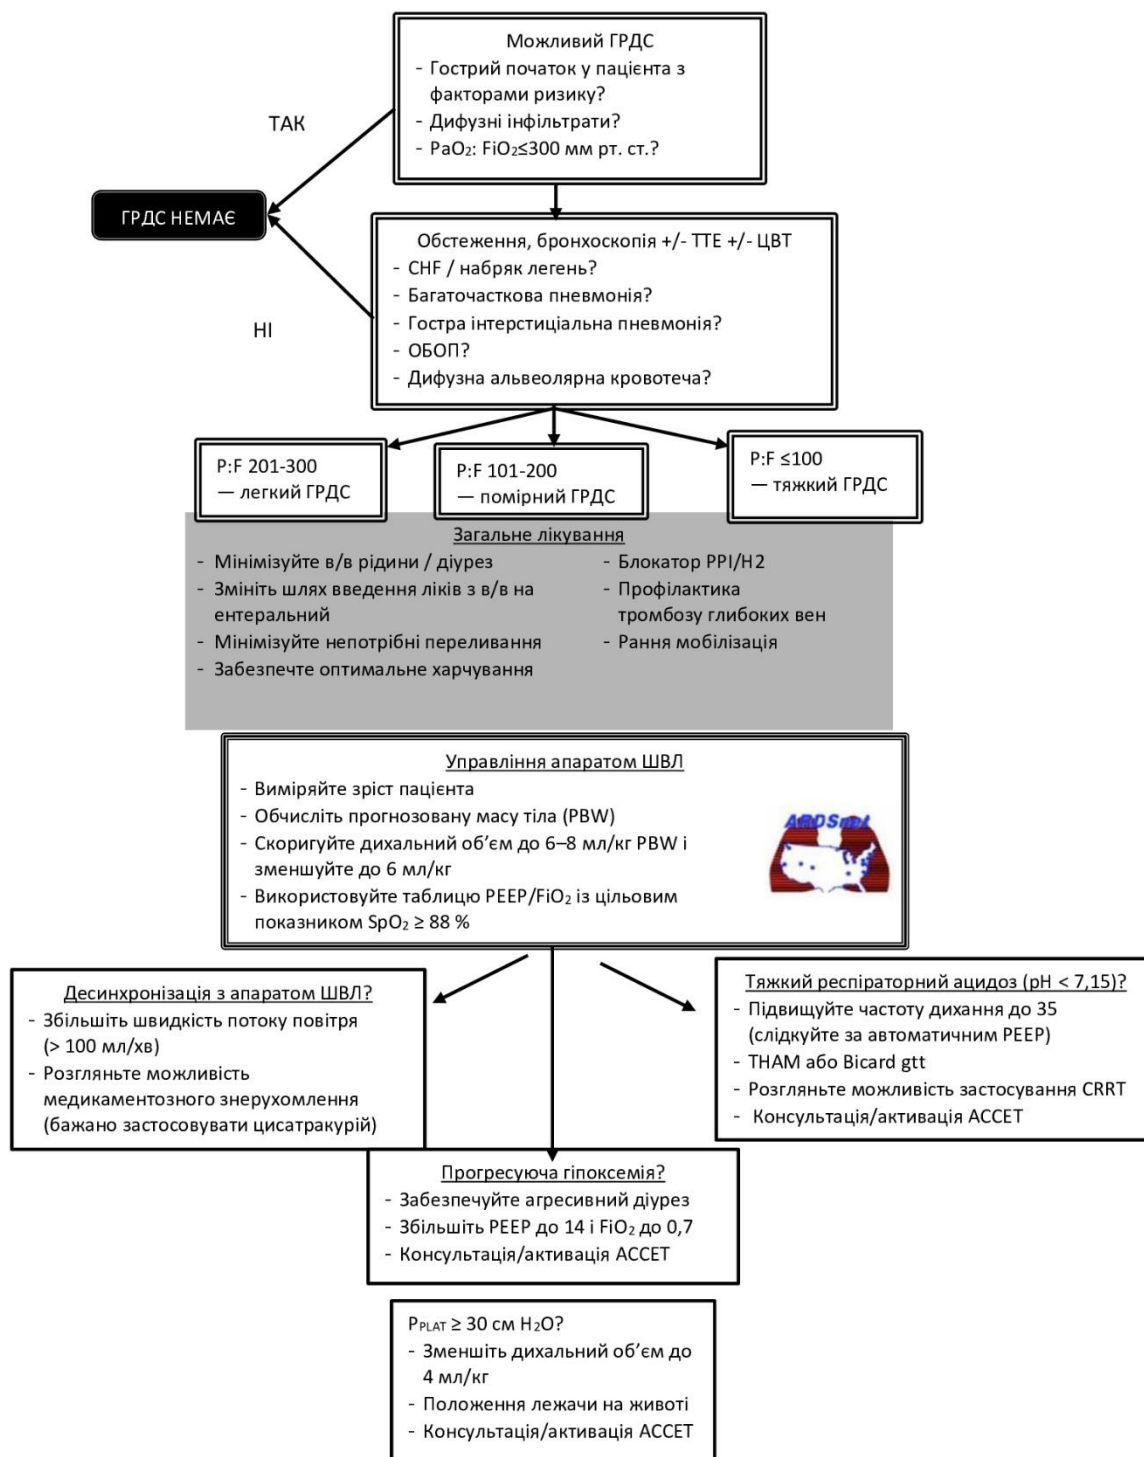 Можливий ГРДС
- Гострий початок у пацієнта з
факторами ризику?
- Дифузні інфільтрати?
- PaO₂: FiO₂≤300 мм рт. ст.?
ТАК
ГРДС НЕМАЄ
НІ
Обстеження, бронхоскопія +/- ТТЕ +/- ЦВТ
- CHF / набряк легень?
- Багаточасткова пневмонія?
- Гостра інтерстиціальна пневмонія?
- ОБОП?
- Дифузна альвеолярна кровотеча?
P:F 201-300
— легкий ГРДС
P:F 101-200
— помірний ГРДС
P:F ≤100
— тяжкий ГРДС
Загальне лікування
- Мінімізуйте в/в рідини / діурез
- Змініть шлях введення ліків з в/в на
ентеральний
- Мінімізуйте непотрібні переливання
- Забезпечте оптимальне харчування
- Блокатор PPI/H2
- Профілактика
тромбозу глибоких вен
- Рання мобілізація
Управління апаратом ШВЛ
- Виміряйте зріст пацієнта
- Обчисліть прогнозовану масу тіла (PBW)
- Скоригуйте дихальний об’єм до 6–8 мл/кг PBW і
зменшуйте до 6 мл/кг
- Використовуйте таблицю PEEP/FiO₂ із цільовим
показником SpO₂ ≥ 88 %
ARDSnet
Десинхронізація з апаратом ШВЛ?
- Збільшіть швидкість потоку повітря
(> 100 мл/хв)
- Розгляньте можливість
медикаментозного знерухомлення
(бажано застосовувати цисатракурій)
Тяжкий респіраторний ацидоз (pH < 7,15)?
- Підвищуйте частоту дихання до 35
(слідкуйте за автоматичним PEEP)
- THAM або Bicard gtt
- Розгляньте можливість застосування CRRT
- Консультація/активація ACCET
Прогресуюча гіпоксемія?
- Забезпечуйте агресивний діурез
- Збільшіть PEEP до 14 і FiO₂ до 0,7
- Консультація/активація ACCET
PPLAT ≥ 30 см H₂O?
- Зменшіть дихальний об’єм до
4 мл/кг
- Положення лежачи на животі
- Консультація/активація ACCET